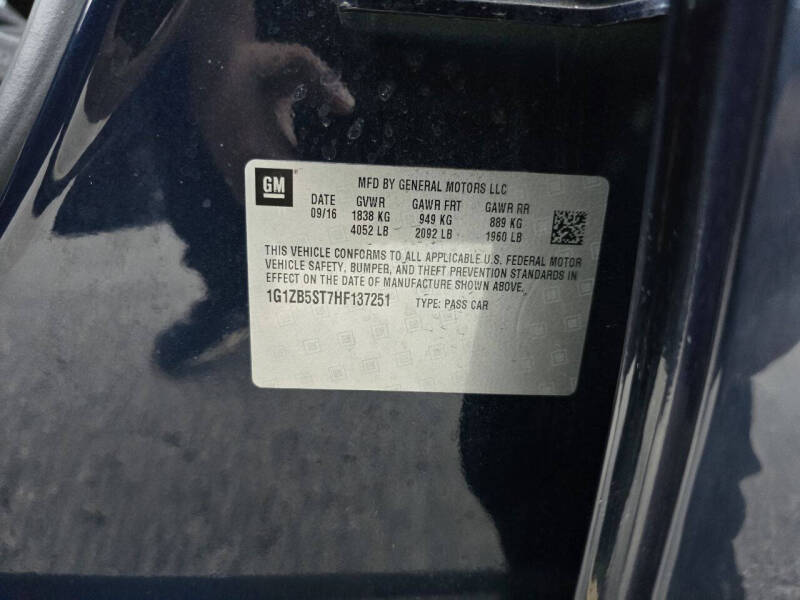 GM MFD BY GENERAL MOTORS LLC
DATE GVWR GAWR FRT GAWR RR
09/16 1838 KG 949 KG 889 KG
4052 LB 2092 LB 1960 LB
THIS VEHICLE CONFORMS TO ALL APPLICABLE U.S. FEDERAL MOTOR
VEHICLE SAFETY, BUMPER, AND THEFT PREVENTION STANDARDS IN
EFFECT ON THE DATE OF MANUFACTURE SHOWN ABOVE.
1G1ZB5ST7HF137251 TYPE: PASS CAR